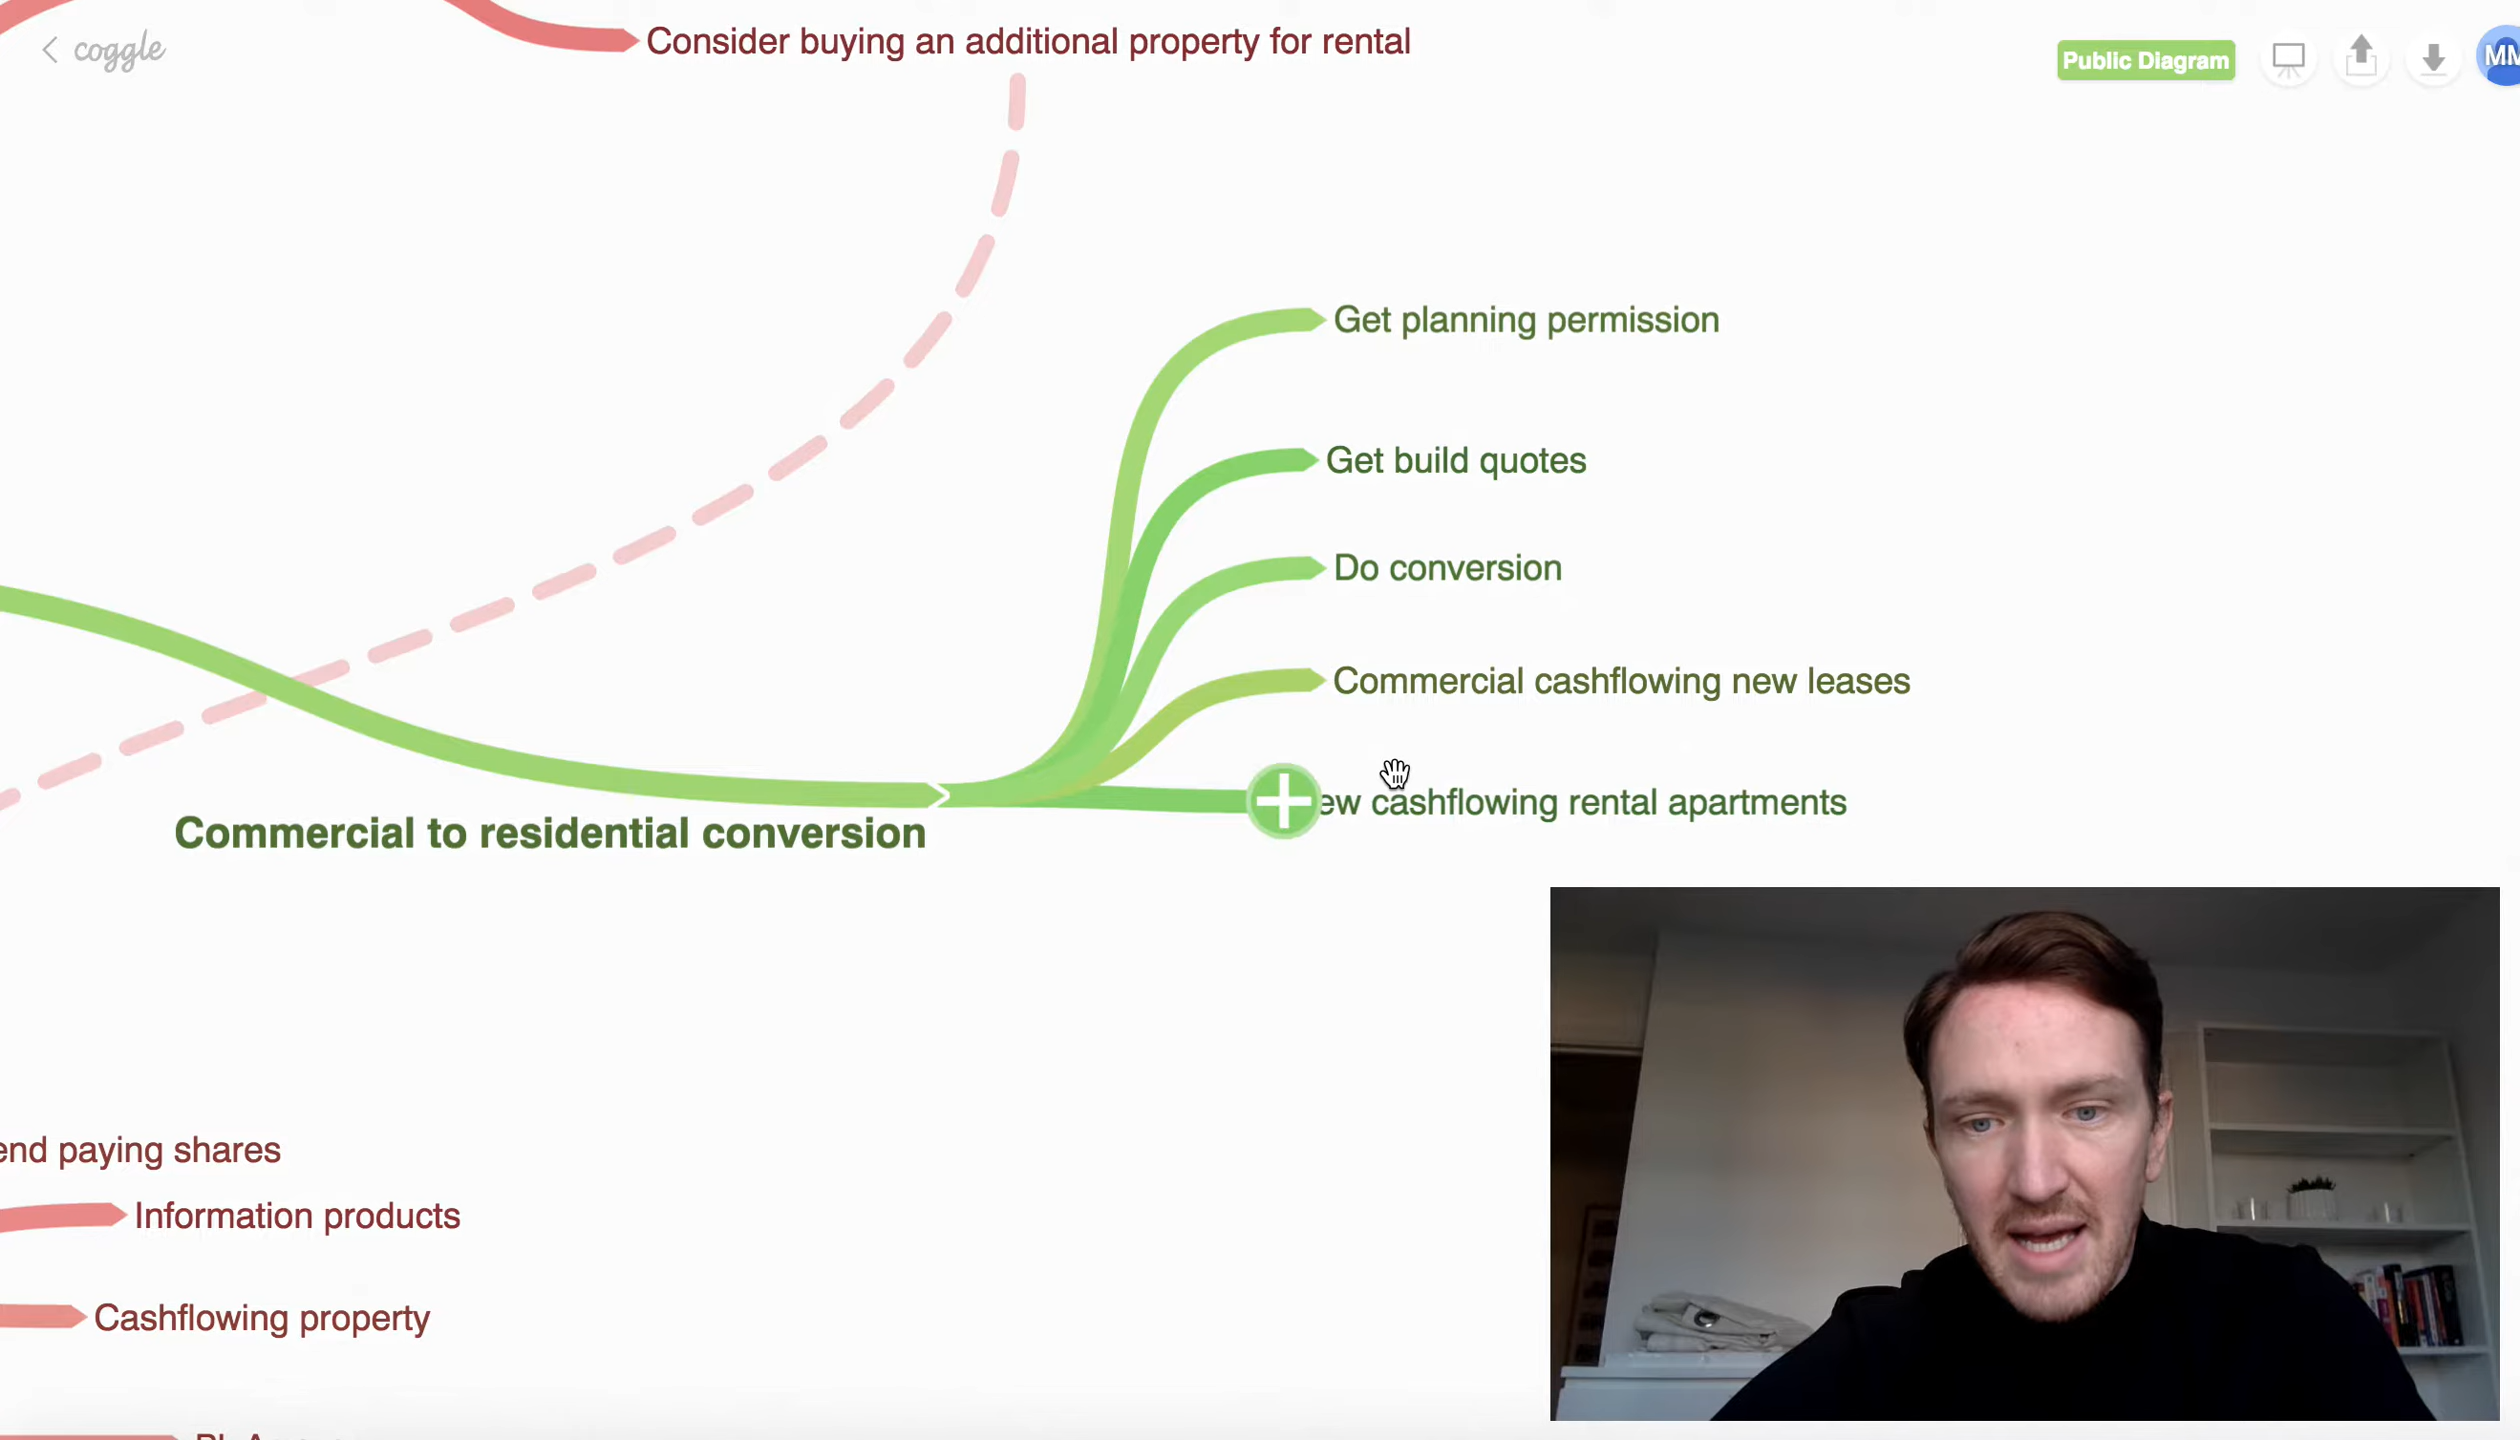 Consider buying an additional property for rental
coggle
Public Diagram
MM
Get planning permission
Get build quotes
Do conversion
Commercial cashflowing new leases
ew cashflowing rental apartments
Commercial to residential conversion
end paying shares
Information products
Cashflowing property